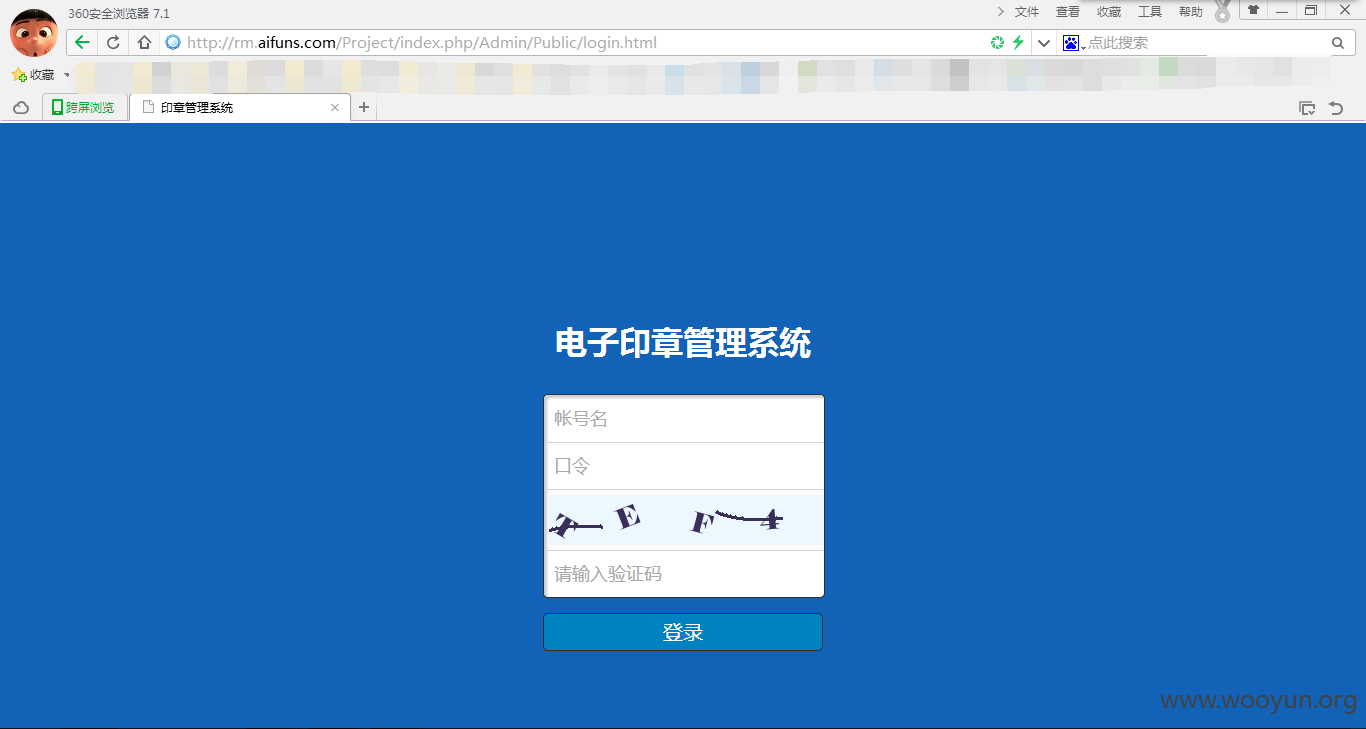 360安全浏览器 7.1
文件 查看 收藏 工具 帮助
http://rm.aifuns.com/Project/index.php/Admin/Public/login.html
点此搜索
收藏
跨屏浏览
印章管理系统
电子印章管理系统
帐号名
口令
T E F 4
请输入验证码
登录
www.wooyun.org